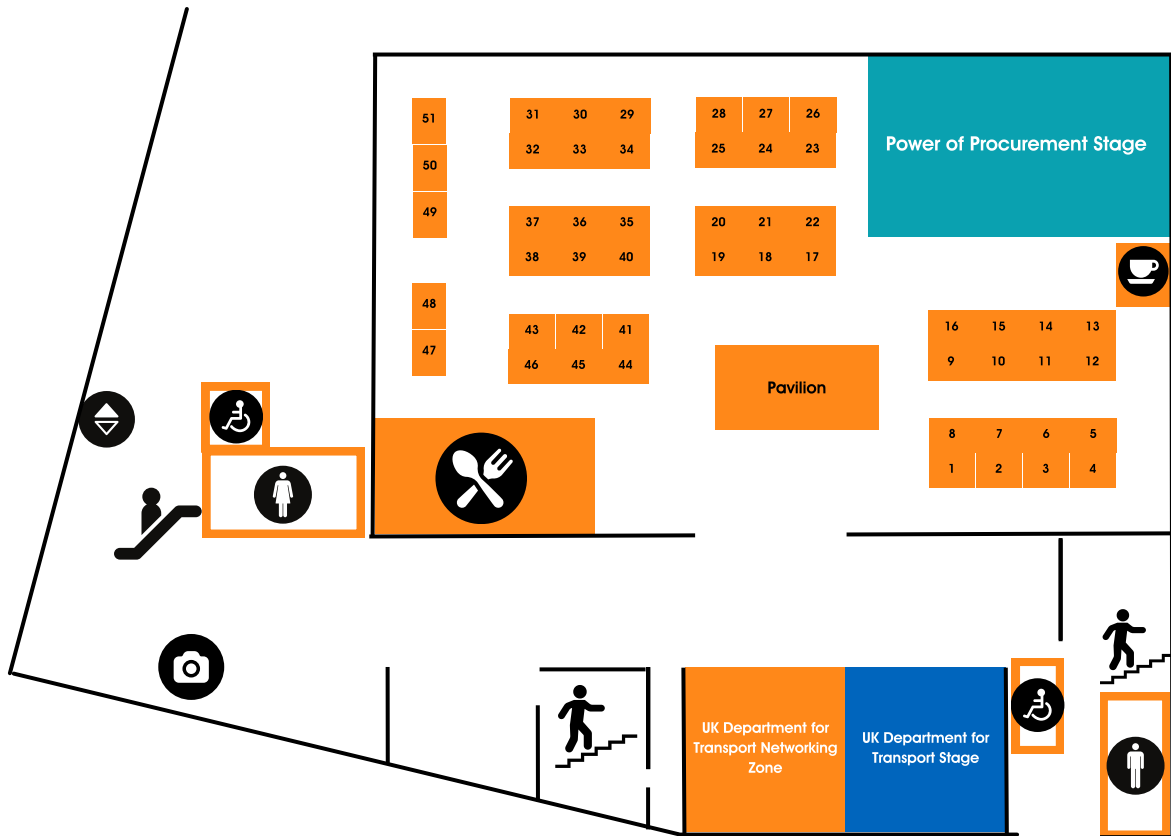 51
50
49
48
47
31 30 29
32 33 34
28 27 26
25 24 23
37 36 35
38 39 40
20 21 22
19 18 17
43 42 41
46 45 44
Power of Procurement Stage
16 15 14 13
9 10 11 12
Pavilion
8 7 6 5
1 2 3 4
UK Department for
Transport Networking
Zone
UK Department for
Transport Stage